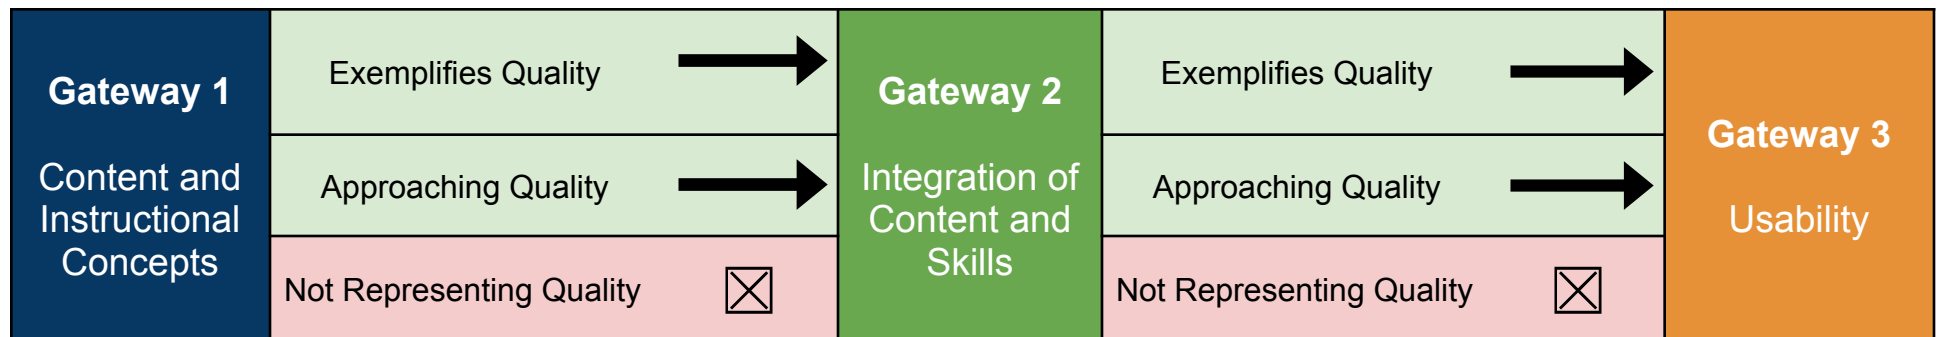 Gateway 1
Content and
Instructional
Concepts
Exemplifies Quality
Approaching Quality
Not Representing Quality
Gateway 2
Integration of
Content and
Skills
Exemplifies Quality
Approaching Quality
Not Representing Quality
Gateway 3
Usability